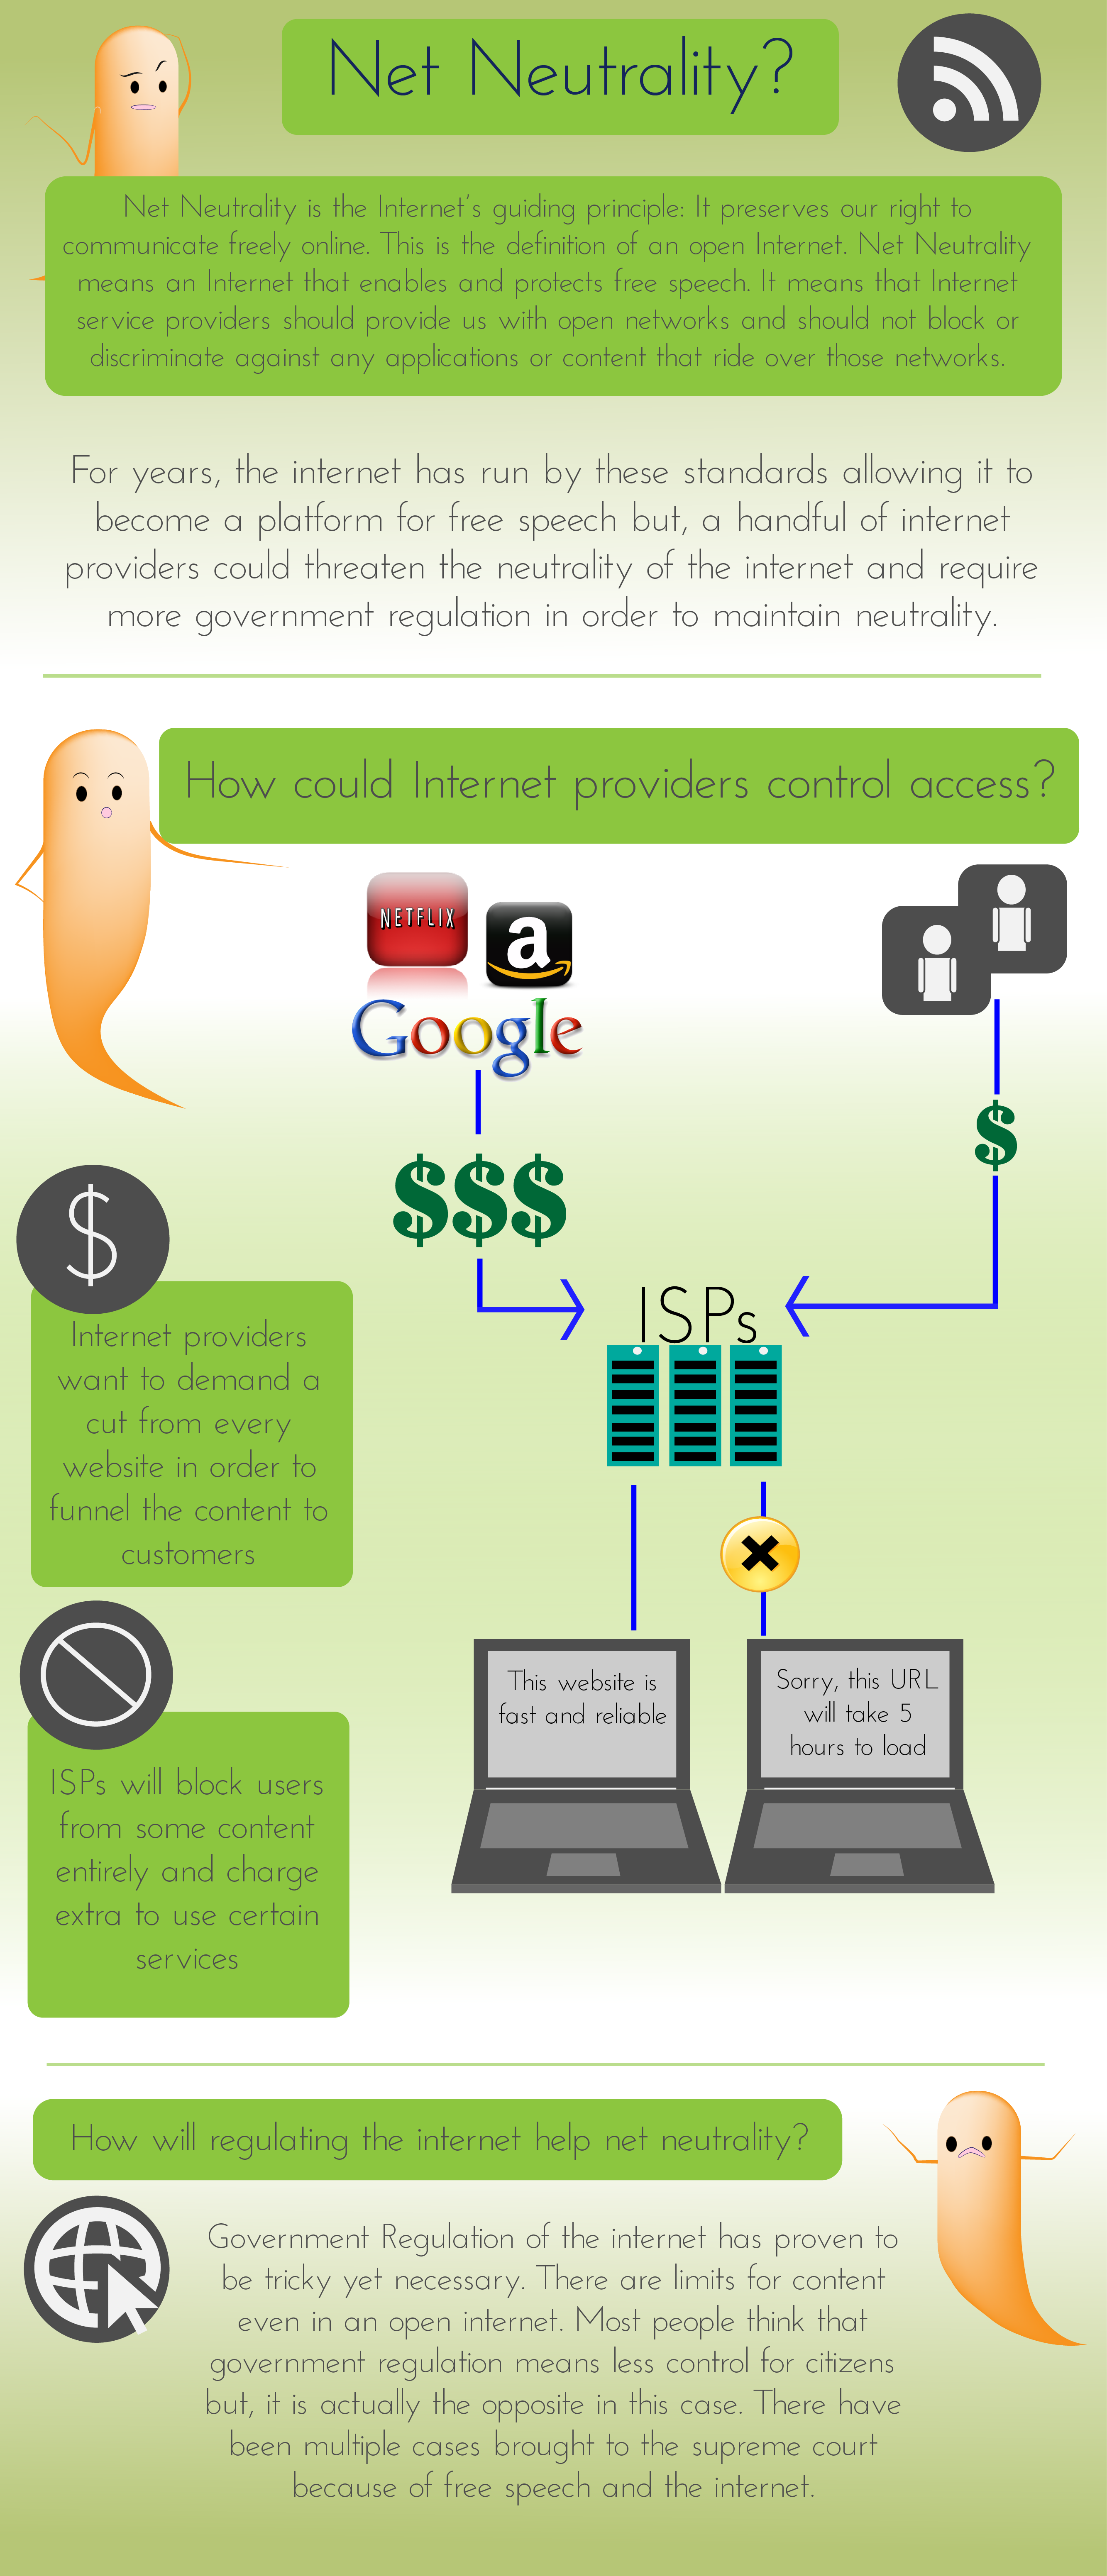 Net Neutrality?
Net Neutrality is the Internet's guiding principle: It preserves our right to
communicate freely online. This is the definition of an open Internet. Net Neutrality
means an Internet that enables and protects free speech. It means that Internet
service providers should provide us with open networks and should not block or
discriminate against any applications or content that ride over those networks.
For years, the internet has run by these standards allowing it to
become a platform for free speech but, a handful of internet
providers could threaten the neutrality of the internet and require
more government regulation in order to maintain neutrality.
How could Internet providers control access?
NETFLIX
a
Google
$
$$$
$
ISPs
Internet providers
want to demand a
cut from every
website in order to
funnel the content to
customers
This website is
fast and reliable
Sorry, this URL
will take 5
hours to load
ISPs will block users
from some content
entirely and charge
extra to use certain
services
How will regulating the internet help net neutrality?
Government Regulation of the internet has proven to
be tricky yet necessary. There are limits for content
even in an open internet. Most people think that
government regulation means less control for citizens
but, it is actually the opposite in this case. There have
been multiple cases brought to the supreme court
because of free speech and the internet.